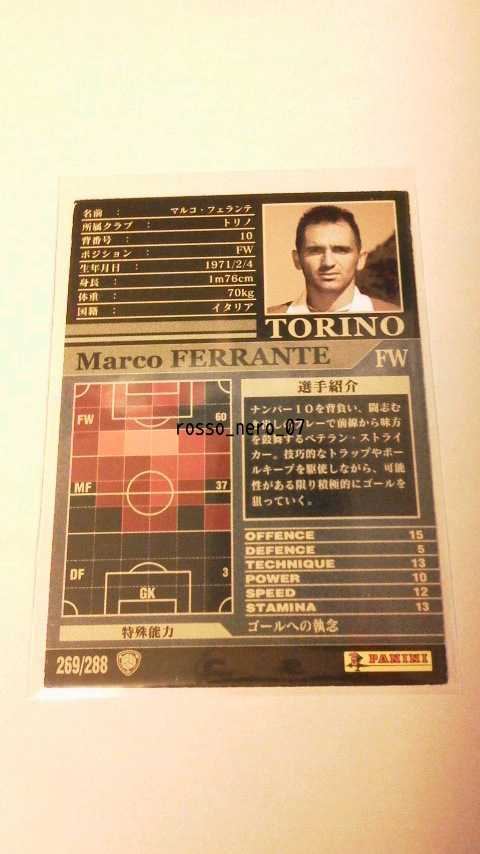 名前 : マルコ・フェランテ
所属クラブ : トリノ
背番号 : 10
ポジション : FW
生年月日 : 1971/2/4
身長 : 1m76cm
体重 : 70kg
国籍 : イタリア
TORINO
Marco FERRANTE FW
FW 60
MF 37
DF 3
GK
選手紹介
ナンバー10を背負い、闘志む
レーで前線から味方
を鼓舞するベテラン・ストライ
カー。技巧的なトラップやボー
ルキープを駆使しながら、可能
性がある限り積極的にゴールを
狙っていく。
rosso_nero_07
OFFENCE 15
DEFENCE 5
TECHNIQUE 13
POWER 10
SPEED 12
STAMINA 13
特殊能力 ゴールへの執念
269/288
PANINI